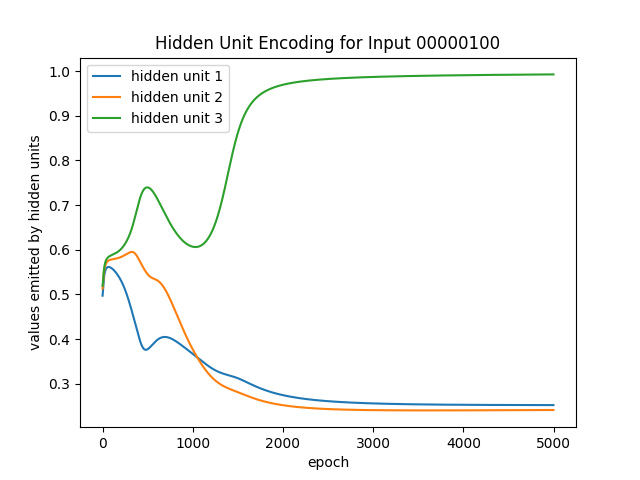 Hidden Unit Encoding for Input 00000100
hidden unit 1
hidden unit 2
hidden unit 3
values emitted by hidden units
1.0
0.9
0.8
0.7
0.6
0.5
0.4
0.3
0 1000 2000 3000 4000 5000
epoch